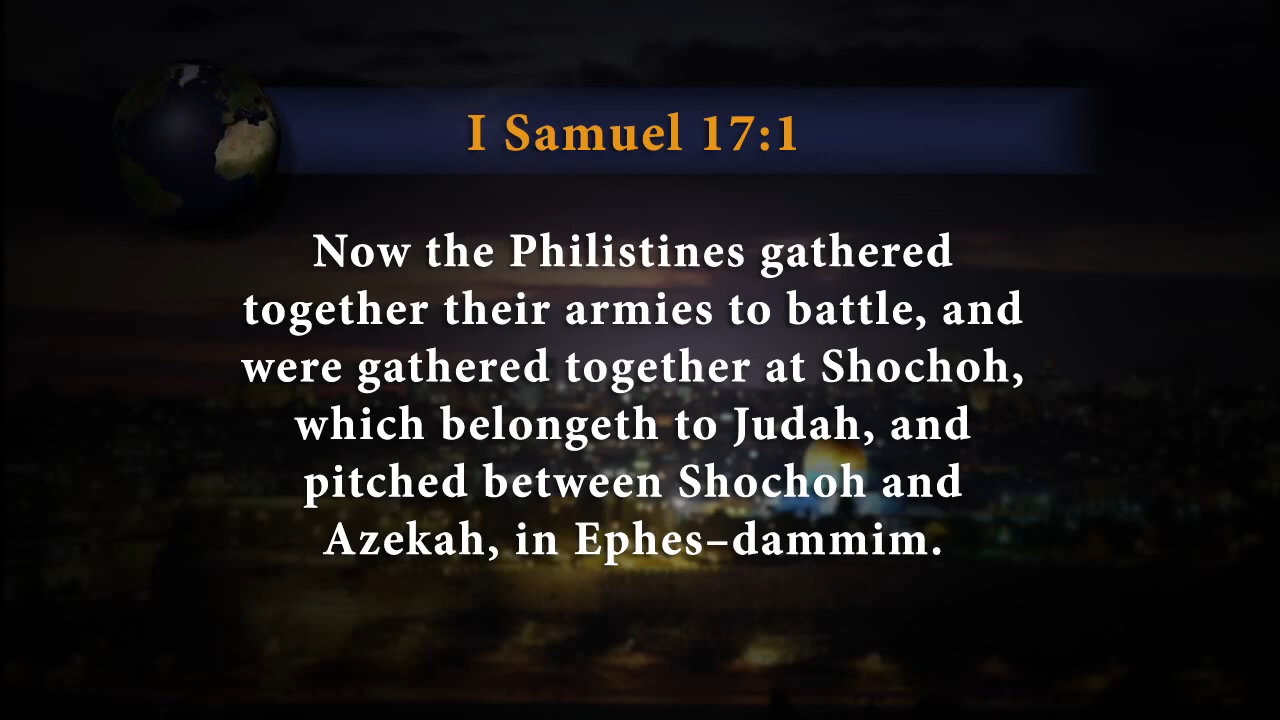 I Samuel 17:1
Now the Philistines gathered
together their armies to battle, and
were gathered together at Shochoh,
which belongeth to Judah, and
pitched between Shochoh and
Azekah, in Ephes–dammim.